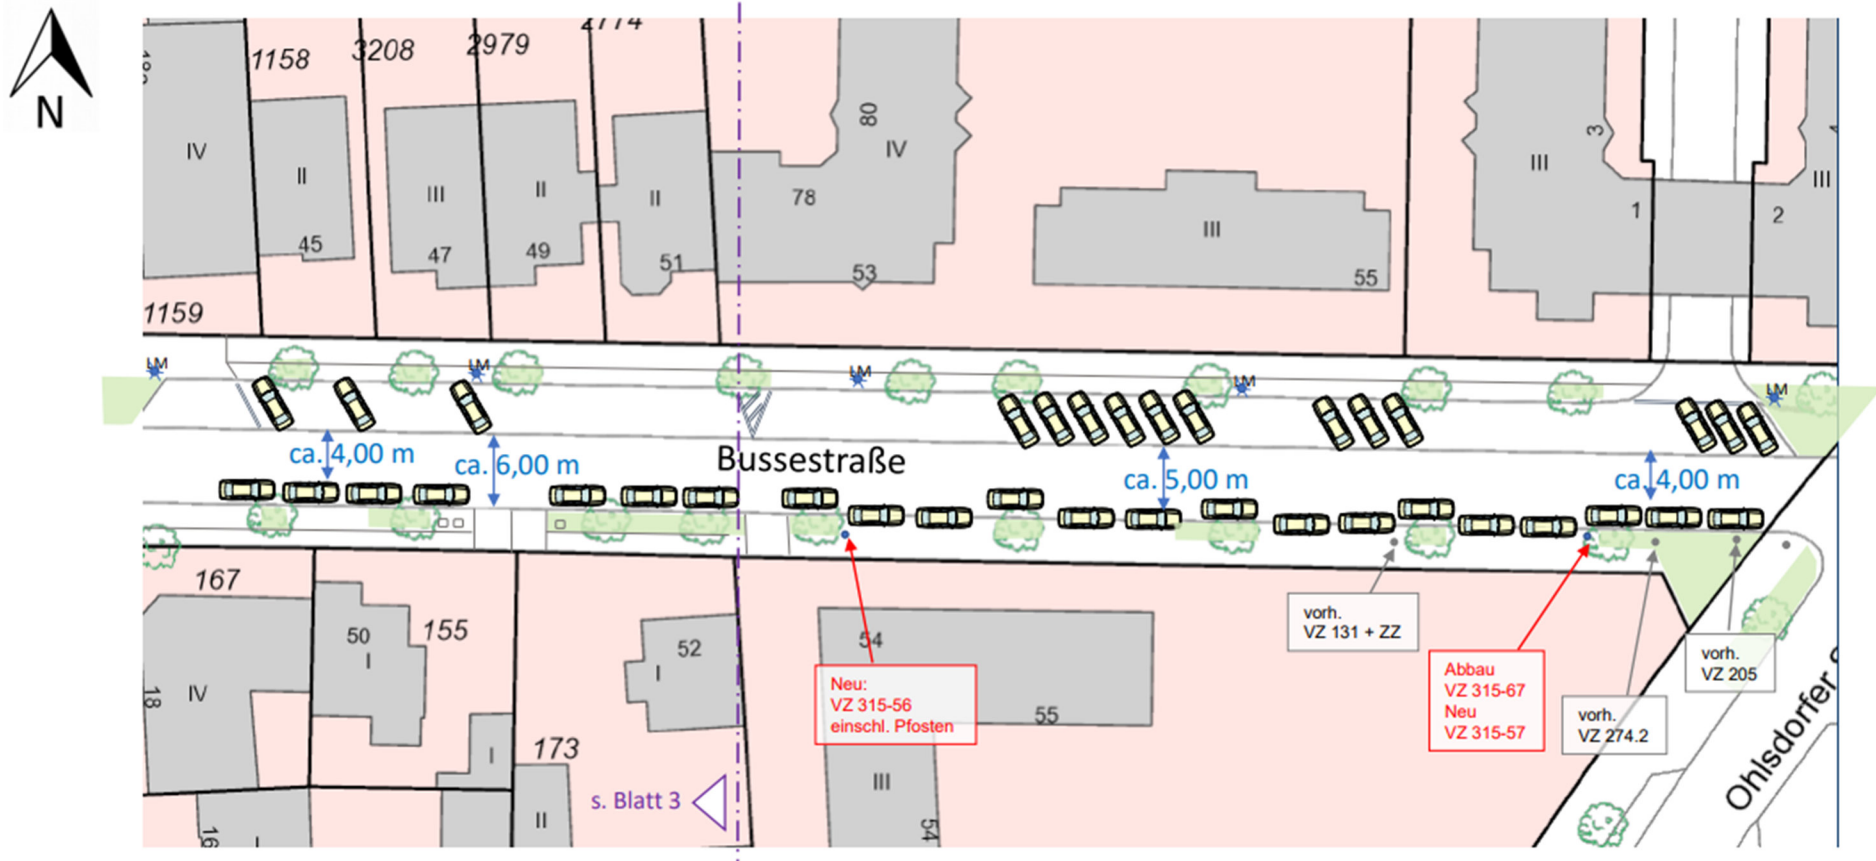 N
1158
3208
2979
2774
IV
II
III
II
II
80
IV
78
45
47
49
51
53
III
55
III
3
1
2
III
1159
LM
LM
LM
LM
LM
ca. 4,00 m
ca. 6,00 m
Bussestraße
ca. 5,00 m
ca. 4,00 m
167
50
I
155
IV
18
I
173
II
16
52
I
54
55
III
54
s. Blatt 3
Neu:
VZ 315-56
einschl. Pfosten
vorh.
VZ 131 + ZZ
Abbau
VZ 315-67
Neu
VZ 315-57
vorh.
VZ 274.2
vorh.
VZ 205
Ohlsdorfer